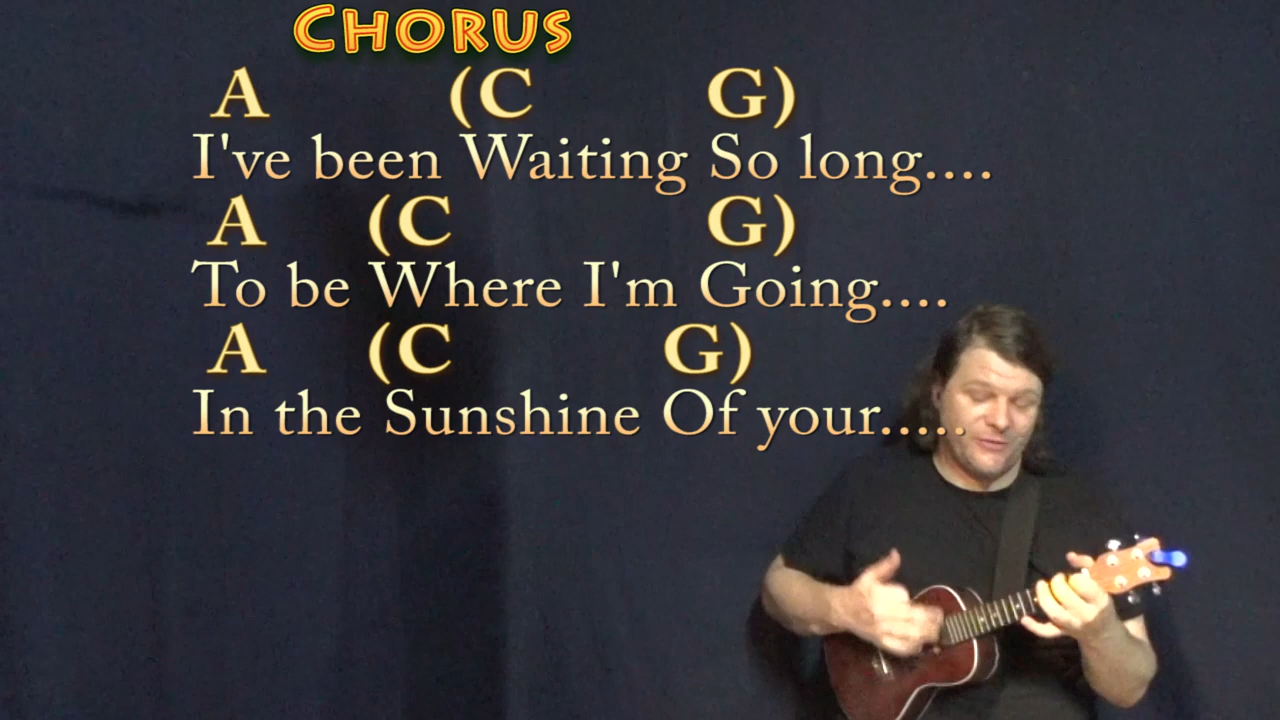 CHORUS
A (C G)
I've been Waiting So long....
A (C G)
To be Where I'm Going....
A (C G)
In the Sunshine Of your.....